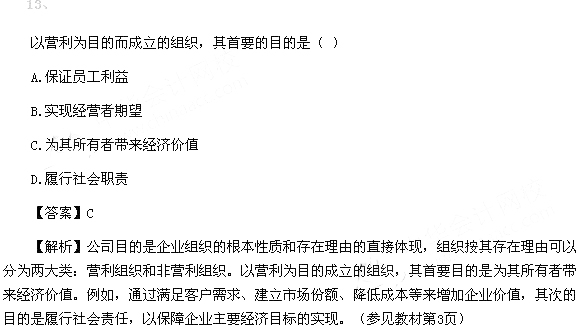 13、
以营利为目的而成立的组织，其首要的目的是（ ）
A.保证员工利益
B.实现经营者期望
C.为其所有者带来经济价值
D.履行社会职责
【答案】C
【解析】公司目的是企业组织的根本性质和存在理由的直接体现，组织按其存在理由可以
分为两大类：营利组织和非营利组织。以营利为目的成立的组织，其首要目的是为其所有者带
来经济价值。例如，通过满足客户需求、建立市场份额、降低成本等来增加企业价值，其次的
目的是履行社会责任，以保障企业主要经济目标的实现。（参见教材第3页）